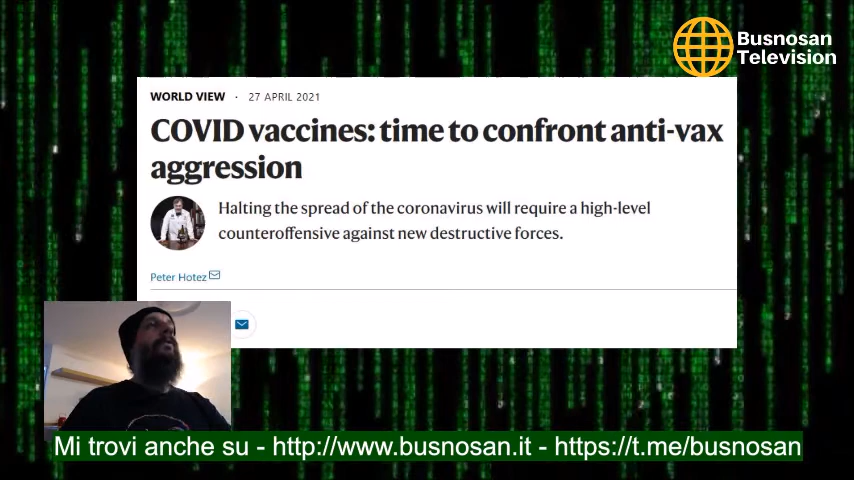 Busnosan
Television
WORLD VIEW · 27 APRIL 2021
COVID vaccines: time to confront anti-vax
aggression
Halting the spread of the coronavirus will require a high-level
counteroffensive against new destructive forces.
Peter Hotez
Mi trovi anche su - http://www.busnosan.it - https://t.me/busnosan